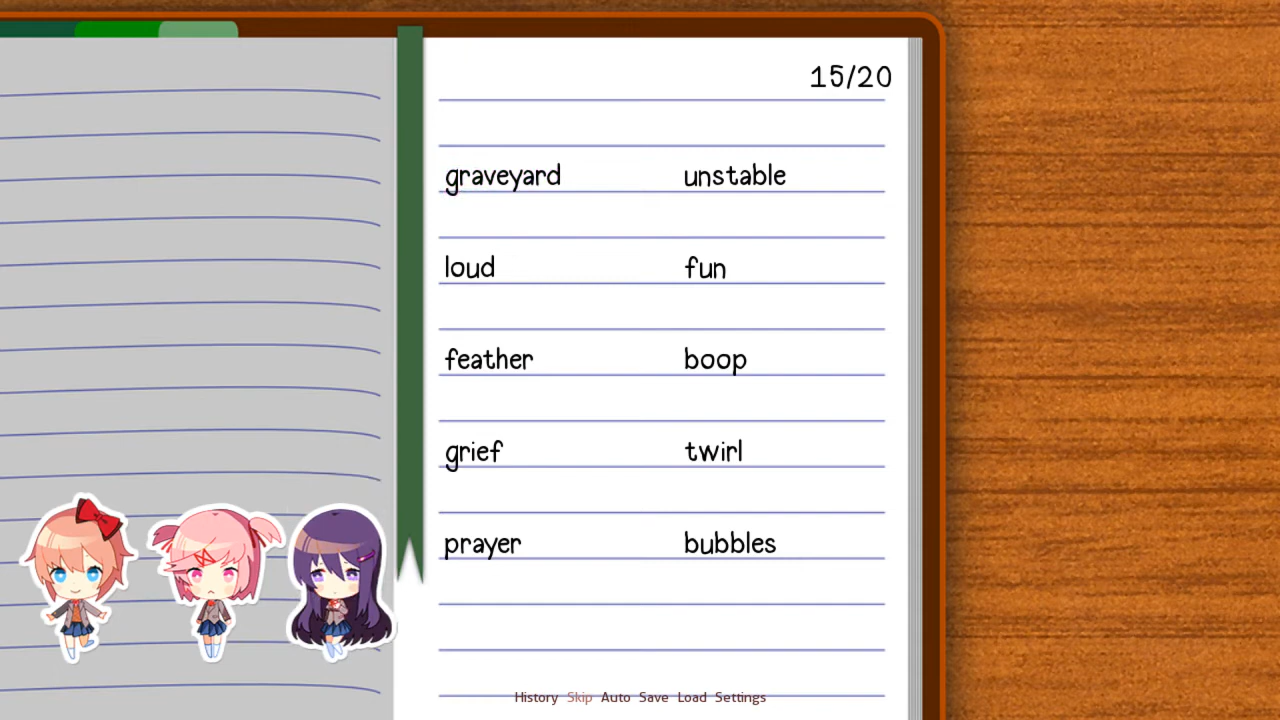 15/20
graveyard unstable
loud fun
feather boop
grief twirl
prayer bubbles
History Skip Auto Save Load Settings